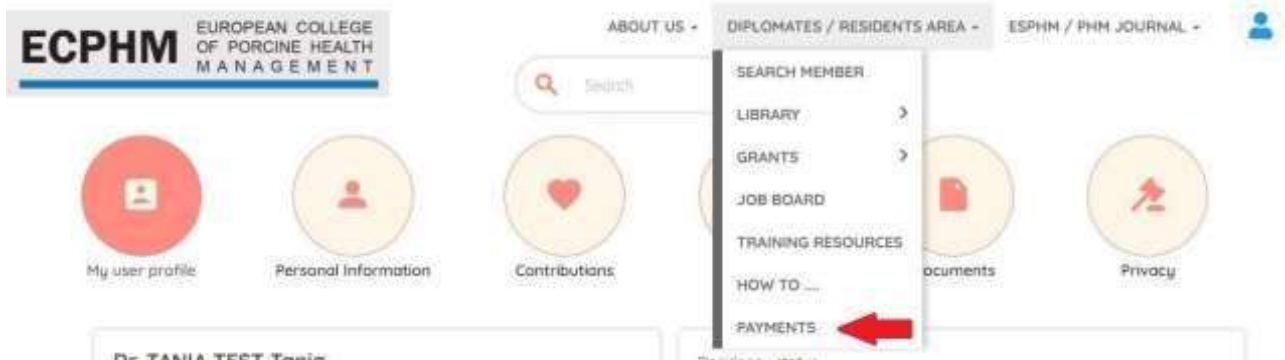 ECPHM
EUROPEAN COLLEGE
OF PORCINE HEALTH
MANAGEMENT
ABOUT US
DIPLOMATES / RESIDENTS AREA
ESPHM / PHM JOURNAL
Search
SEARCH MEMBER
LIBRARY
GRANTS
JOB BOARD
TRAINING RESOURCES
HOW TO ....
PAYMENTS
My user profile
Personal Information
Contributions
ocuments
Privacy
Dr. TANIA TEST Tania
Residency status